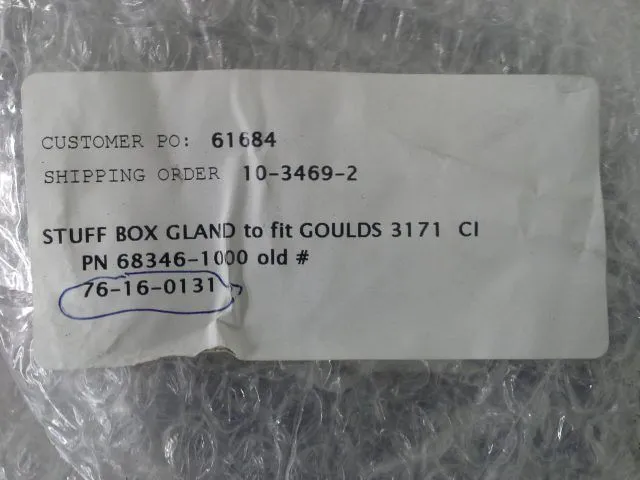 CUSTOMER PO: 61684
SHIPPING ORDER 10-3469-2
STUFF BOX GLAND to fit GOULDS 3171 CI
PN 68346-1000 old #
76-16-0131